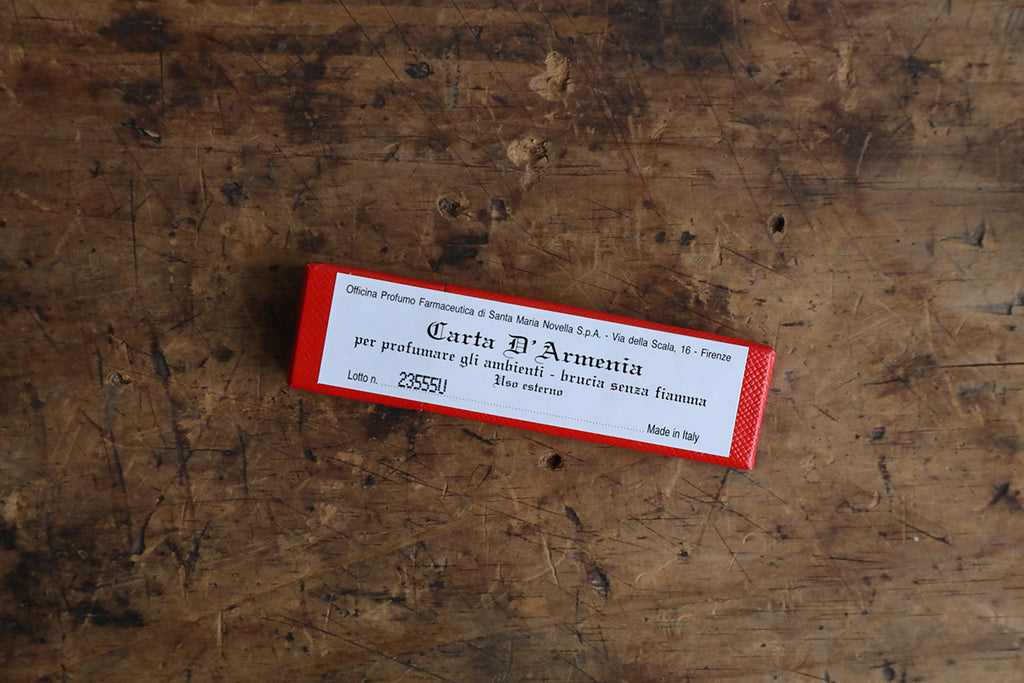 Officina Profumo Farmaceutica di Santa Maria Novella S.p.A. - Via della Scala, 16 - Firenze
Carta D'Armenia
per profumare gli ambienti - brucia senza fiamma
Uso esterno
Lotto n. 23555U
Made in Italy